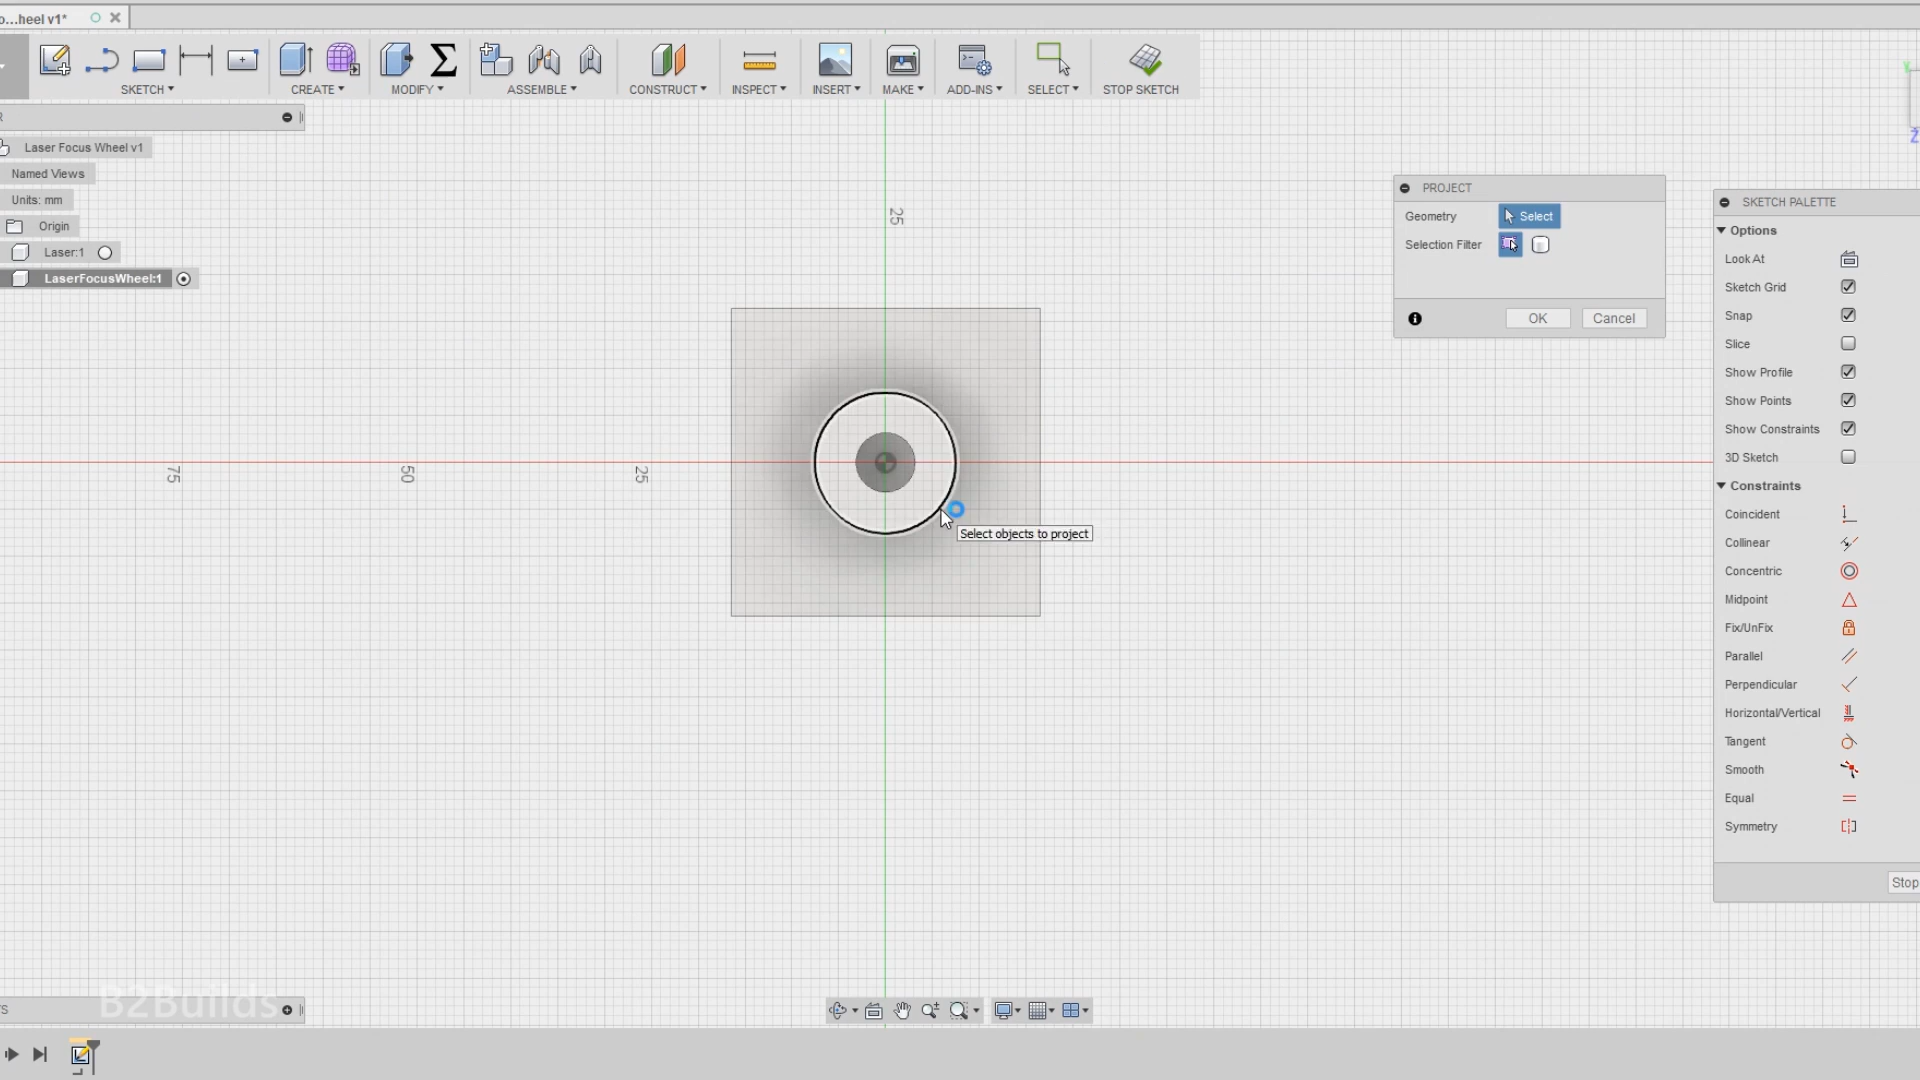 o...heel v1*
SKETCH
CREATE
MODIFY
ASSEMBLE
CONSTRUCT
INSPECT
INSERT
MAKE
ADD-INS
SELECT
STOP SKETCH
R
Laser Focus Wheel v1
Named Views
Units: mm
Origin
Laser:1
LaserFocusWheel:1
25
75
50
25
Select objects to project
PROJECT
Geometry
Select
Selection Filter
OK
Cancel
Y
Z
SKETCH PALETTE
Options
Look At
Sketch Grid
Snap
Slice
Show Profile
Show Points
Show Constraints
3D Sketch
Constraints
Coincident
Collinear
Concentric
Midpoint
Fix/UnFix
Parallel
Perpendicular
Horizontal/Vertical
Tangent
Smooth
Equal
Symmetry
Stop
S
B2Builds